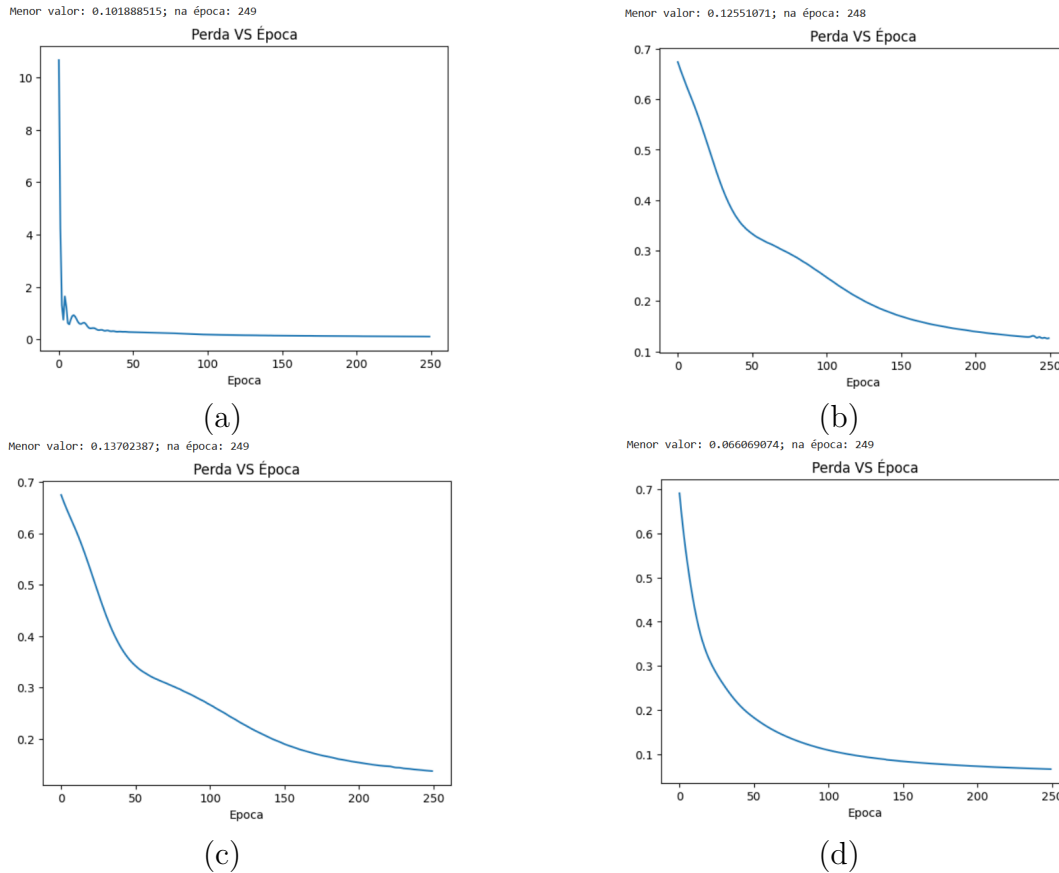 Menor valor: 0.101888515; na época: 249
Perda VS Época
10
8
6
4
2
0
0 50 100 150 200 250
Epoca
(a)
Menor valor: 0.12551071; na época: 248
Perda VS Época
0.7
0.6
0.5
0.4
0.3
0.2
0.1
0 50 100 150 200 250
Epoca
(b)
Menor valor: 0.13702387; na época: 249
Perda VS Época
0.7
0.6
0.5
0.4
0.3
0.2
0 50 100 150 200 250
Epoca
(c)
Menor valor: 0.066069074; na época: 249
Perda VS Época
0.7
0.6
0.5
0.4
0.3
0.2
0.1
0 50 100 150 200 250
Epoca
(d)